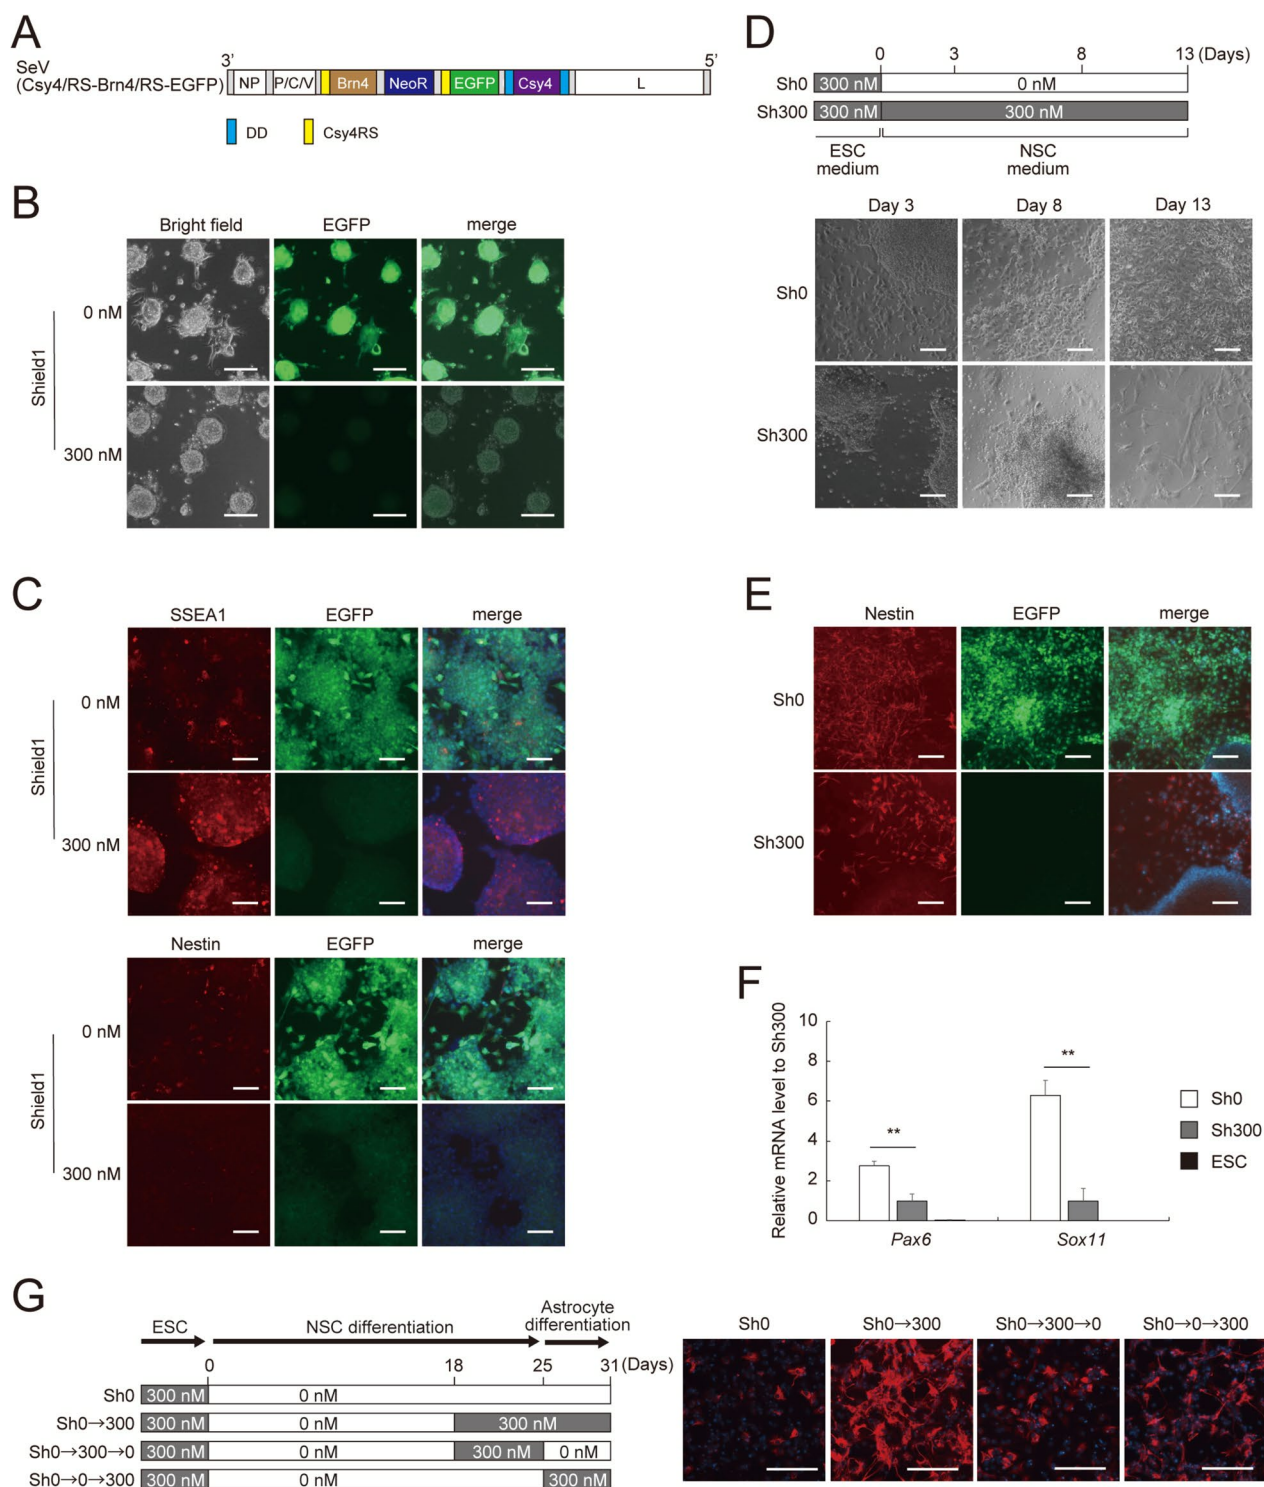 A
3’ 5’
SeV
(Csy4/RS-Brn4/RS-EGFP) NP P/C/V Brn4 NeoR EGFP Csy4 L
DD Csy4RS
B
Bright field EGFP merge
0 nM
Shield1
300 nM
C
SSEA1 EGFP merge
0 nM
Shield1
300 nM
Nestin EGFP merge
0 nM
Shield1
300 nM
D
0 3 8 13 (Days)
Sh0 300 nM 0 nM
Sh300 300 nM 300 nM
ESC medium NSC medium
Day 3 Day 8 Day 13
Sh0
Sh300
E
Nestin EGFP merge
Sh0
Sh300
F
Relative mRNA level to Sh300
10
8
6
4
2
0
** **
Pax6 Sox11
Sh0
Sh300
ESC
G
ESC NSC differentiation Astrocyte differentiation
0 18 25 31 (Days)
Sh0 300 nM 0 nM
Sh0→300 300 nM 0 nM 300 nM
Sh0→300→0 300 nM 0 nM 300 nM 0 nM
Sh0→0→300 300 nM 0 nM 300 nM
Sh0 Sh0→300 Sh0→300→0 Sh0→0→300